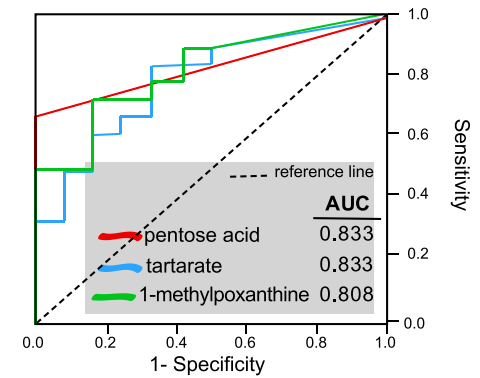 1.0
0.8
0.6
0.4
0.2
0.0
Sensitivity
reference line
AUC
pentose acid 0.833
tartarate 0.833
1-methylpoxanthine 0.808
0.0 0.2 0.4 0.6 0.8 1.0
1- Specificity